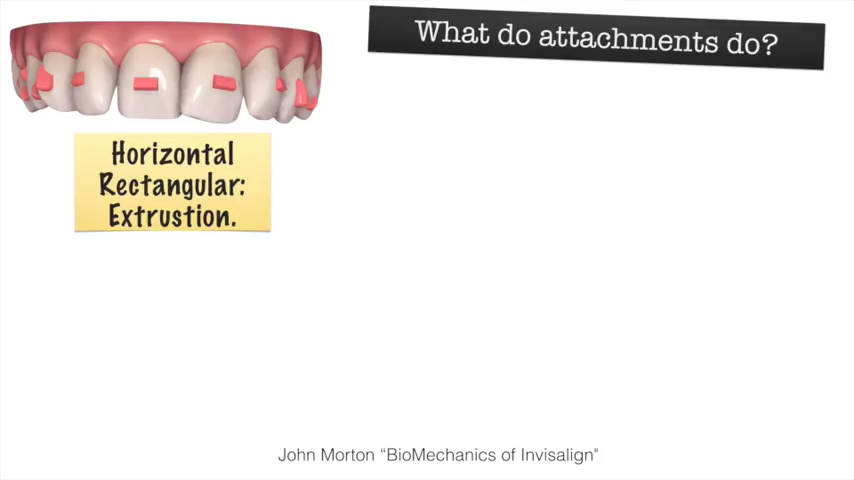 What do attachments do?
Horizontal
Rectangular:
Extrustion.
John Morton “BioMechanics of Invisalign"